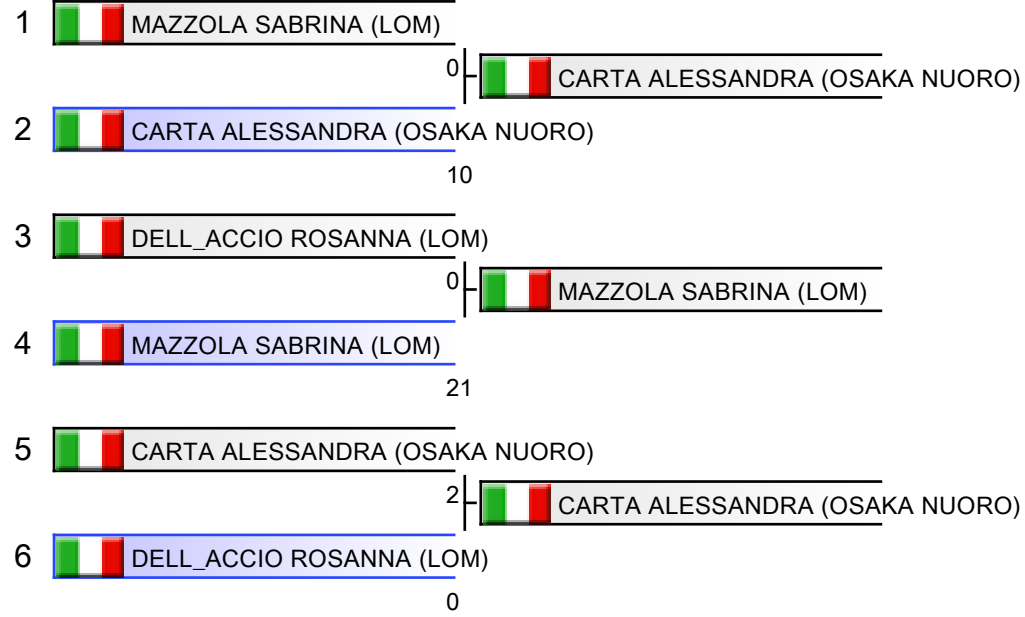 1 MAZZOLA SABRINA (LOM)
0 CARTA ALESSANDRA (OSAKA NUORO)
2 CARTA ALESSANDRA (OSAKA NUORO)
10
3 DELL_ACCIO ROSANNA (LOM)
0 MAZZOLA SABRINA (LOM)
4 MAZZOLA SABRINA (LOM)
21
5 CARTA ALESSANDRA (OSAKA NUORO)
2 CARTA ALESSANDRA (OSAKA NUORO)
6 DELL_ACCIO ROSANNA (LOM)
0